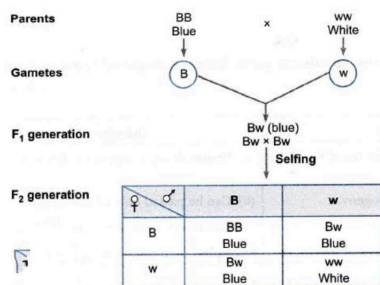 Parents BB × ww
Blue White
Gametes B w
F₁ generation Bw (blue)
Bw × Bw
Selfing
F₂ generation ♀ ♂ B w
B BB Bw
Blue Blue
w Bw ww
Blue White